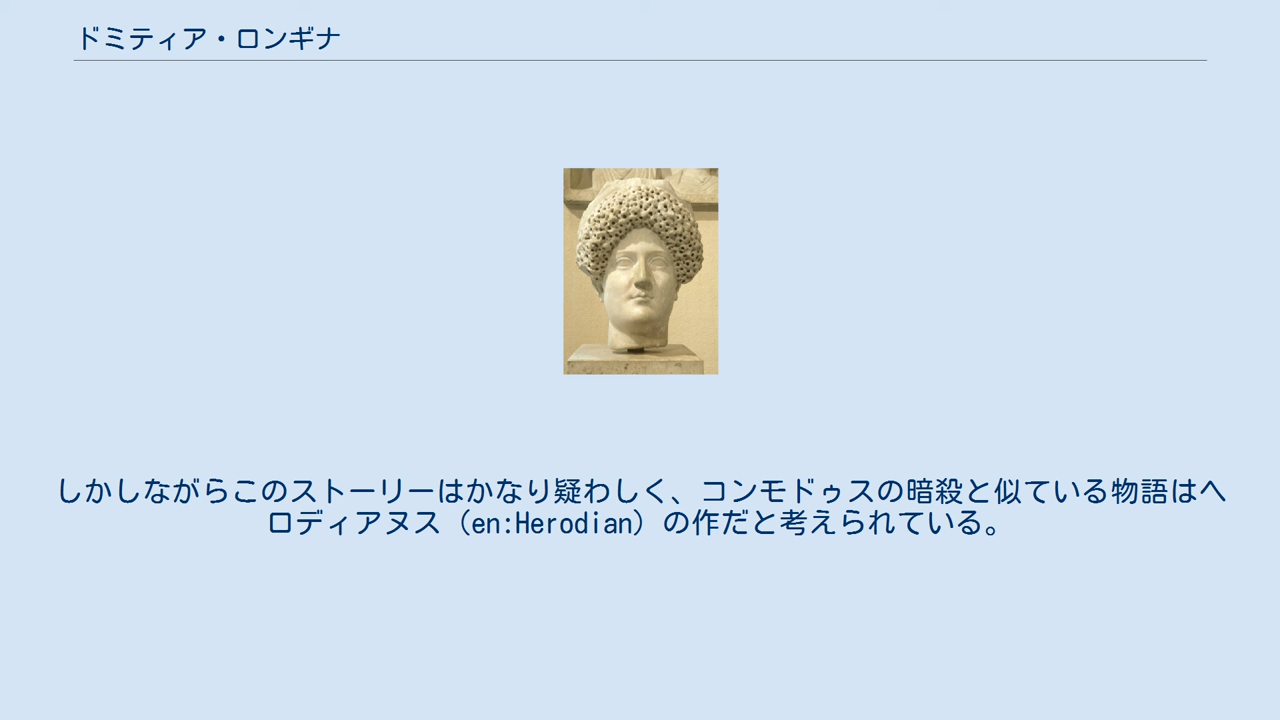 ドミティア・ロンギナ
しかしながらこのストーリーはかなり疑わしく、コンモドゥスの暗殺と似ている物語はヘ
ロディアヌス（en:Herodian）の作だと考えられている。